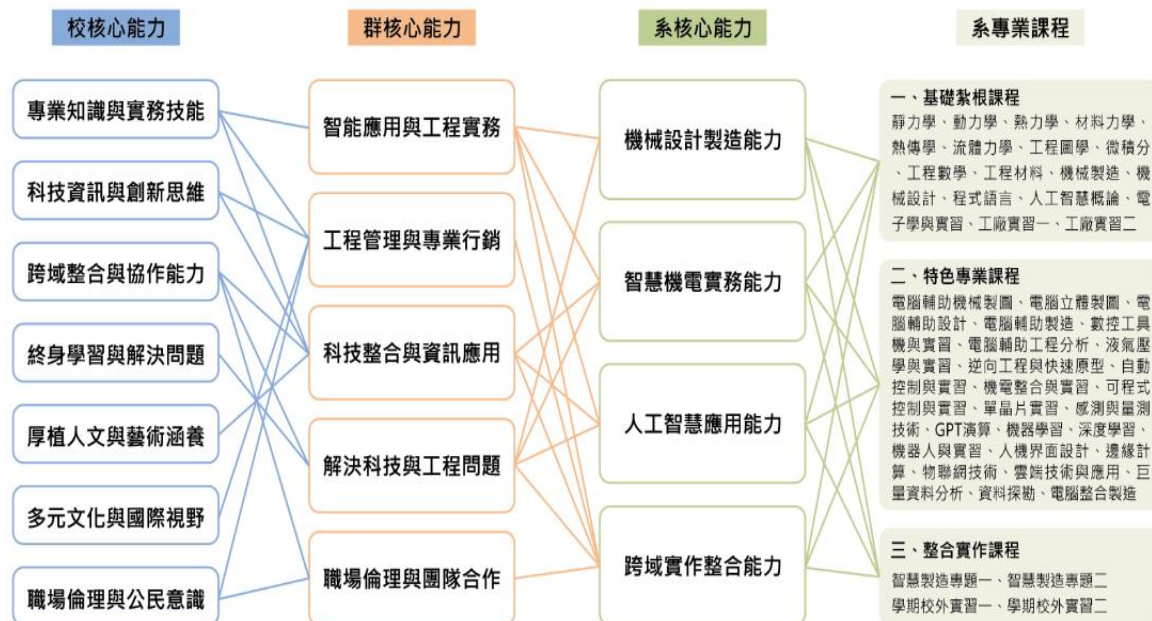 校核心能力
群核心能力
系核心能力
系專業課程
專業知識與實務技能
科技資訊與創新思維
跨域整合與協作能力
終身學習與解決問題
厚植人文與藝術涵養
多元文化與國際視野
職場倫理與公民意識
智能應用與工程實務
工程管理與專業行銷
科技整合與資訊應用
解決科技與工程問題
職場倫理與團隊合作
機械設計製造能力
智慧機電實務能力
人工智慧應用能力
跨域實作整合能力
一、基礎紮根課程
靜力學、動力學、熱力學、材料力學、
熱傳學、流體力學、工程圖學、微積分
、工程數學、工程材料、機械製造、機
械設計、程式語言、人工智慧概論、電
子學與實習、工廠實習一、工廠實習二
二、特色專業課程
電腦輔助機械製圖、電腦立體製圖、電
腦輔助設計、電腦輔助製造、數控工具
機與實習、電腦輔助工程分析、液氣壓
學與實習、逆向工程與快速原型、自動
控制與實習、機電整合與實習、可程式
控制與實習、單晶片實習、感測與量測
技術、GPT演算、機器學習、深度學習、
機器人與實習、人機界面設計、邊緣計
算、物聯網技術、雲端技術與應用、巨
量資料分析、資料探勘、電腦整合製造
三、整合實作課程
智慧製造專題一、智慧製造專題二
學期校外實習一、學期校外實習二